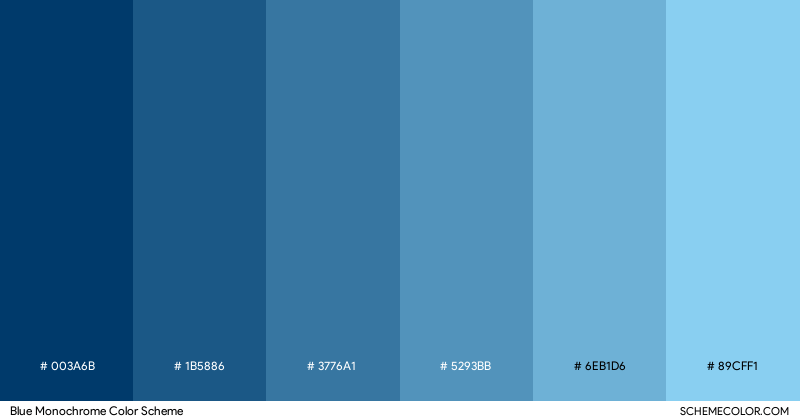 # 003A6B
# 1B5886
# 3776A1
# 5293BB
# 6EB1D6
# 89CFF1
Blue Monochrome Color Scheme
SCHEMECOLOR.COM